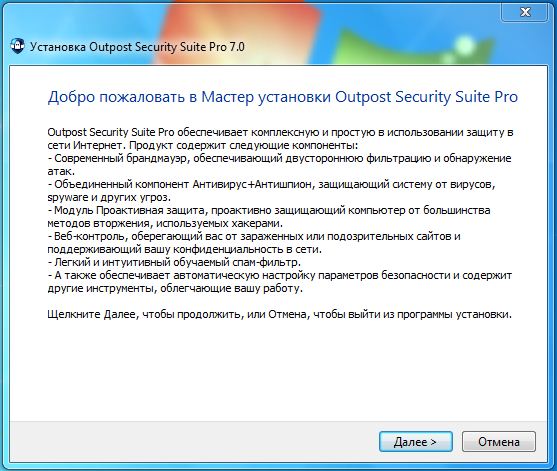 Установка Outpost Security Suite Pro 7.0
Добро пожаловать в Мастер установки Outpost Security Suite Pro
Outpost Security Suite Pro обеспечивает комплексную и простую в использовании защиту в
сети Интернет. Продукт содержит следующие компоненты:
- Современный брандмауэр, обеспечивающий двустороннюю фильтрацию и обнаружение
атак.
- Объединенный компонент Антивирус+Антишпион, защищающий систему от вирусов,
spyware и других угроз.
- Модуль Проактивная защита, проактивно защищающий компьютер от большинства
методов вторжения, используемых хакерами.
- Веб-контроль, оберегающий вас от зараженных или подозрительных сайтов и
поддерживающий вашу конфиденциальность в сети.
- Легкий и интуитивный обучаемый спам-фильтр.
- А также обеспечивает автоматическую настройку параметров безопасности и содержит
другие инструменты, облегчающие вашу работу.
Щелкните Далее, чтобы продолжить, или Отмена, чтобы выйти из программы установки.
Далее >
Отмена